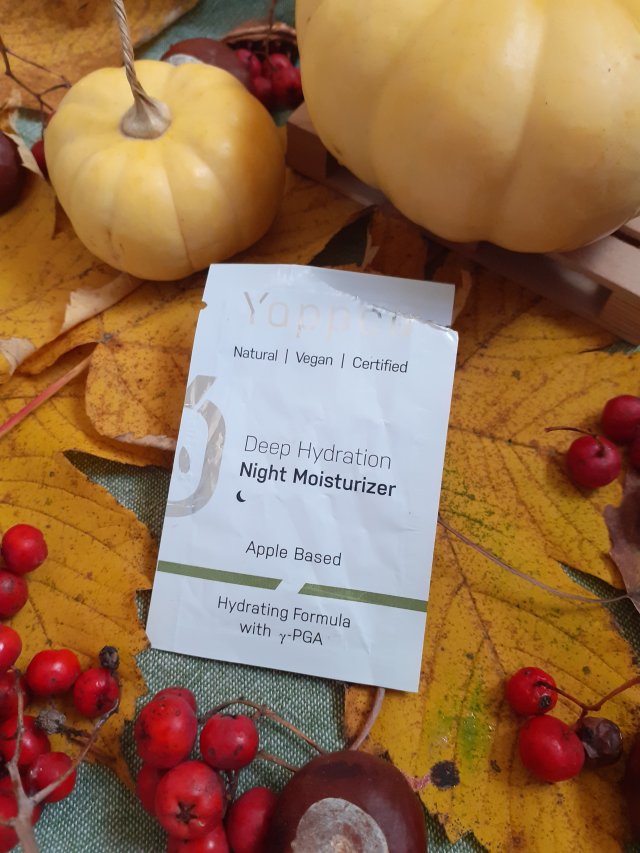 Natural | Vegan | Certified
Deep Hydration
Night Moisturizer
Apple Based
Hydrating Formula
with γ-PGA